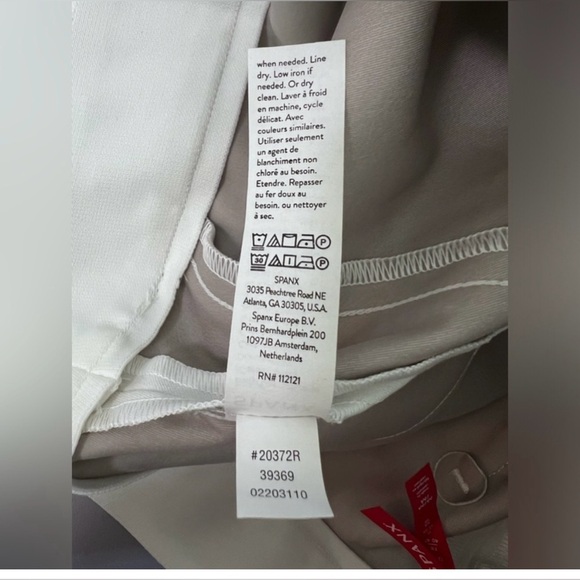 when needed. Line
dry. Low iron if
needed. Or dry
clean. Laver à froid
en machine, cycle
délicat. Avec
couleurs similaires.
Utiliser seulement
un agent de
blanchiment non
chloré au besoin.
Etendre. Repasser
au fer doux au
besoin. ou nettoyer
à sec.
P
30 P
SPANX
3035 Peachtree Road NE
Atlanta, GA 30305, U.S.A.
Spanx Europe B.V.
Prins Bernhardplein 200
1097JB Amsterdam,
Netherlands
RN# 112121
#20372R
39369
02203110
SPANX